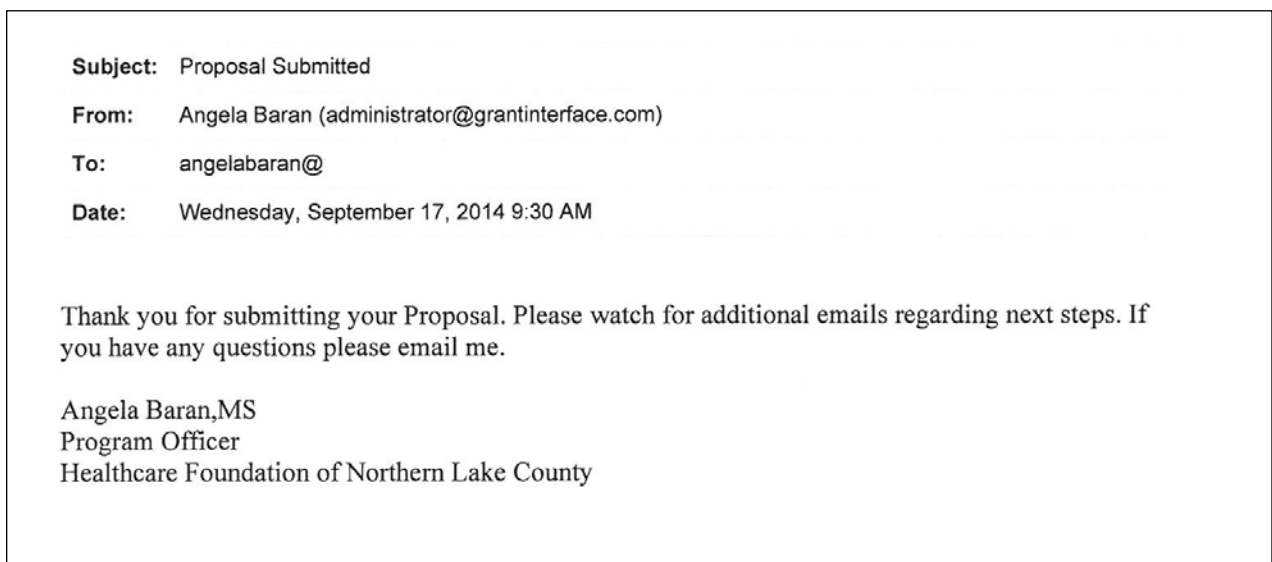 Subject: Proposal Submitted
From: Angela Baran (administrator@grantinterface.com)
To: angelabaran@
Date: Wednesday, September 17, 2014 9:30 AM
Thank you for submitting your Proposal. Please watch for additional emails regarding next steps. If
you have any questions please email me.
Angela Baran,MS
Program Officer
Healthcare Foundation of Northern Lake County